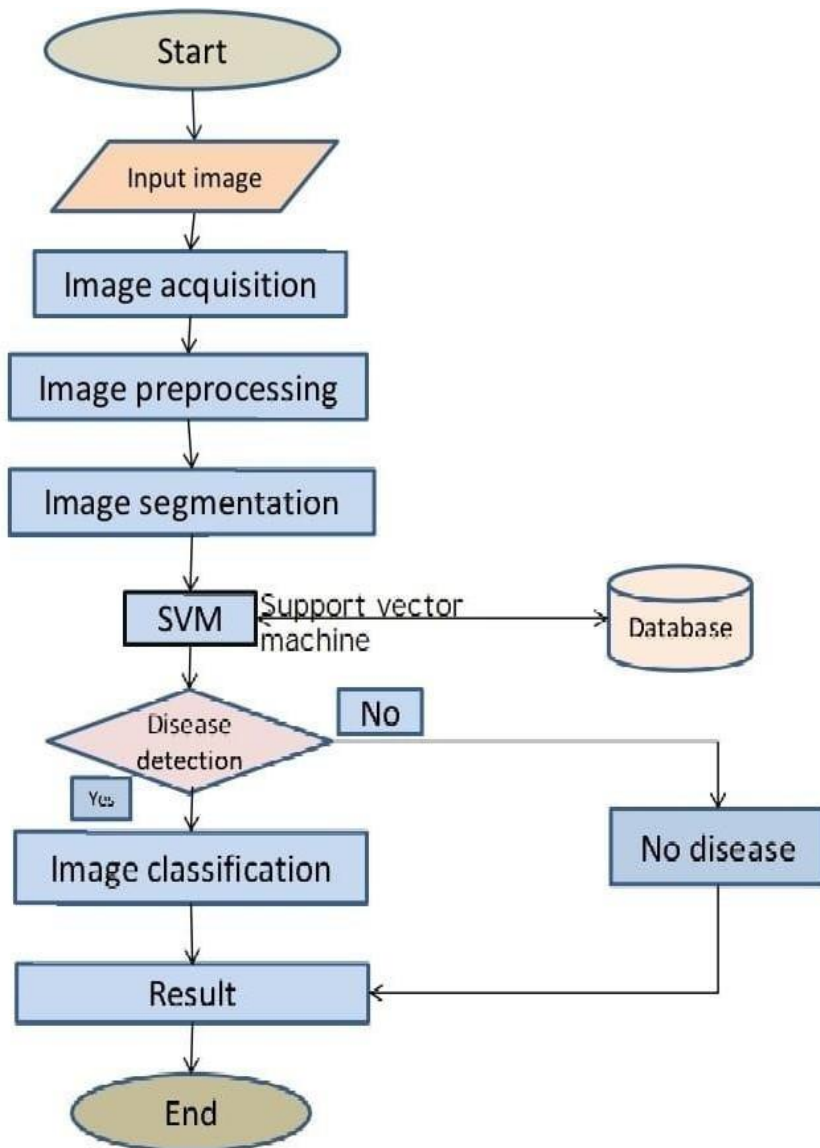 Start
Input image
Image acquisition
Image preprocessing
Image segmentation
SVM
Support vector
machine
Database
Disease
detection
No
Yes
Image classification
No disease
Result
End